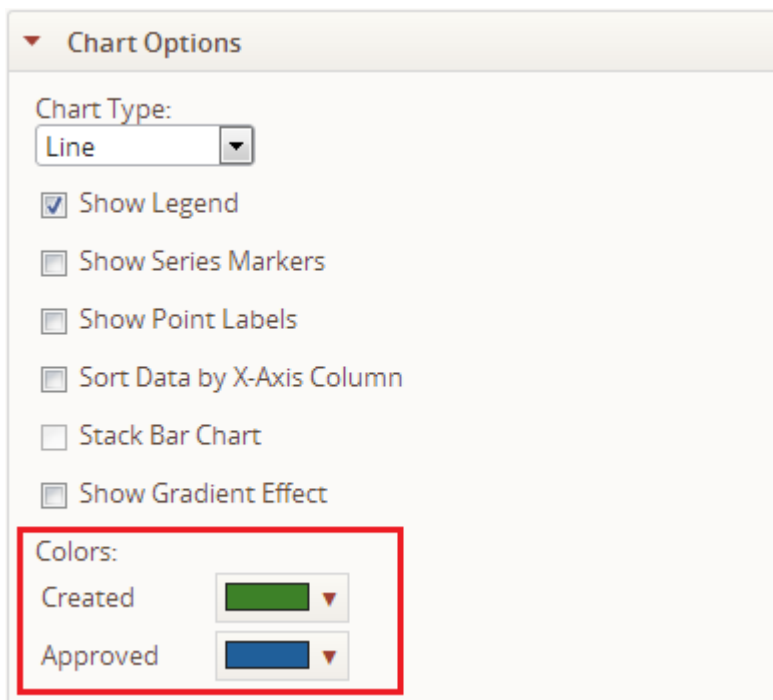 Chart Options
Chart Type:
Line
Show Legend
Show Series Markers
Show Point Labels
Sort Data by X-Axis Column
Stack Bar Chart
Show Gradient Effect
Colors:
Created
Approved